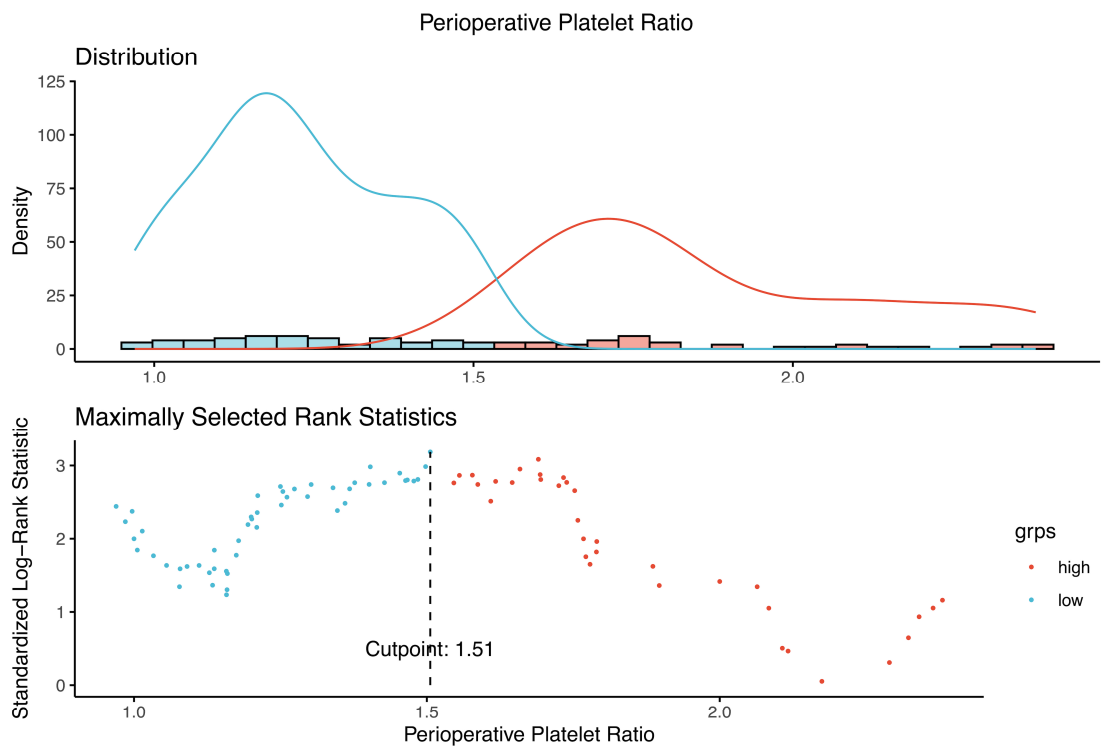 Perioperative Platelet Ratio
Distribution
Density
125
100
75
50
25
0
1.0 1.5 2.0
Maximally Selected Rank Statistics
Standardized Log−Rank Statistic
3
2
1
0
Cutpoint: 1.51
1.0 1.5 2.0
Perioperative Platelet Ratio
grps
high
low